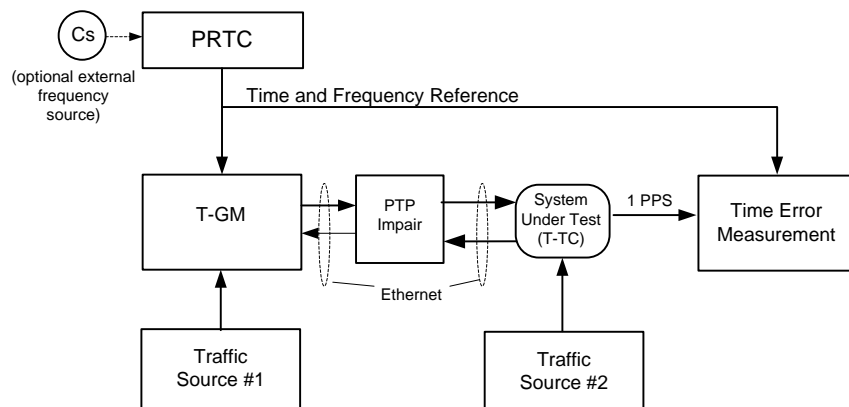 Cs
PRTC
(optional external
frequency
source)
Time and Frequency Reference
T-GM
PTP
Impair
System
Under Test
(T-TC)
1 PPS
Time Error
Measurement
Ethernet
Traffic
Source #1
Traffic
Source #2